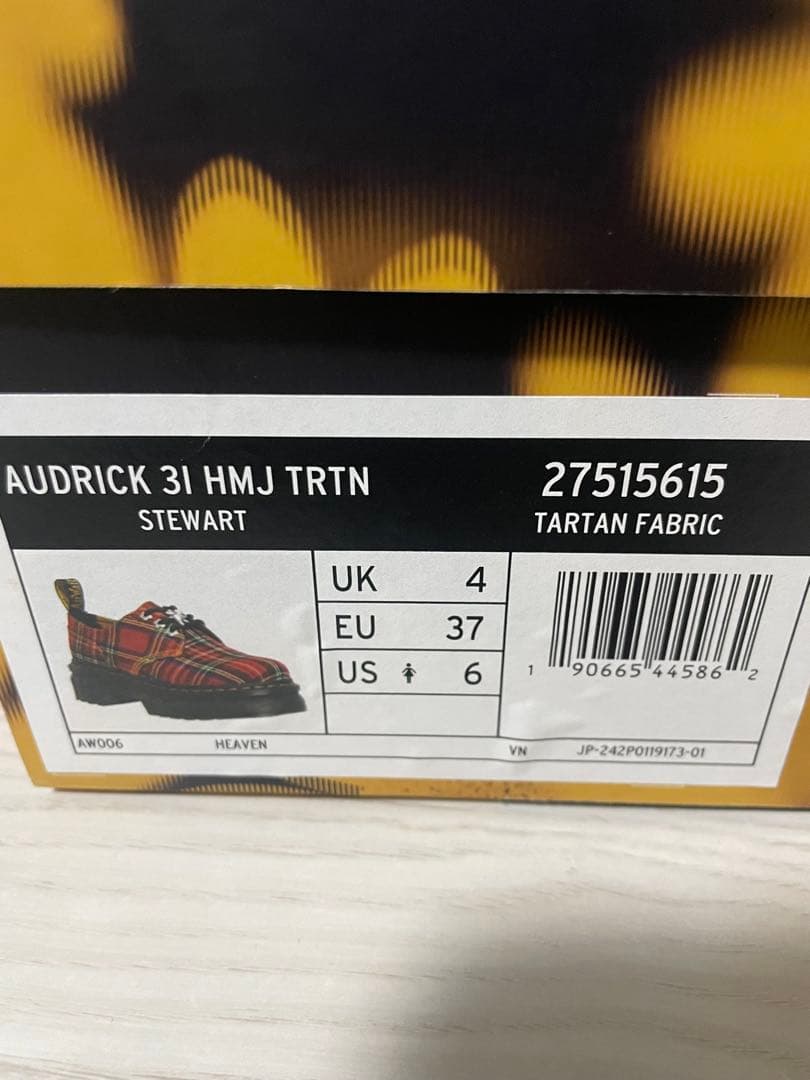 AUDRICK 3I HMJ TRTN
STEWART
27515615
TARTAN FABRIC
UK 4
EU 37
US 6
1 90665 44586 2
AW006 HEAVEN VN JP-242P0119173-01